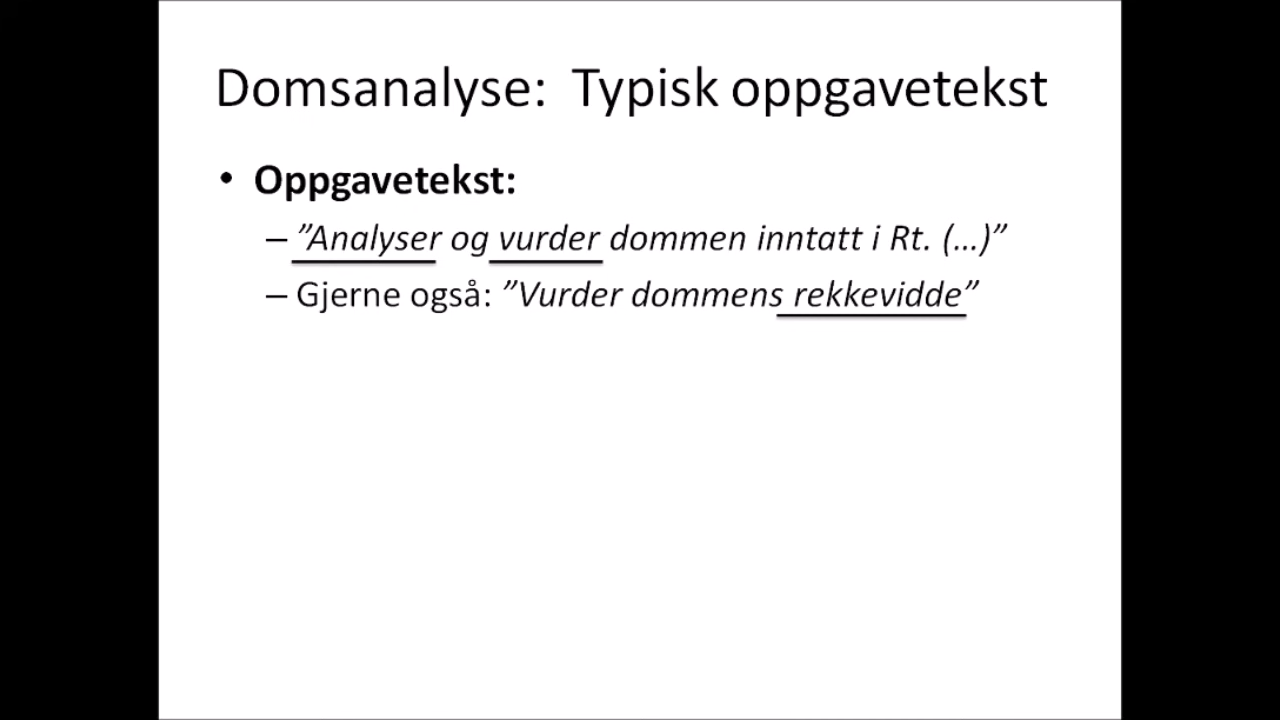 Domsanalyse: Typisk oppgavetekst
• Oppgavetekst:
– ”Analyser og vurder dommen inntatt i Rt. (…)”
– Gjerne også: ”Vurder dommens rekkevidde”